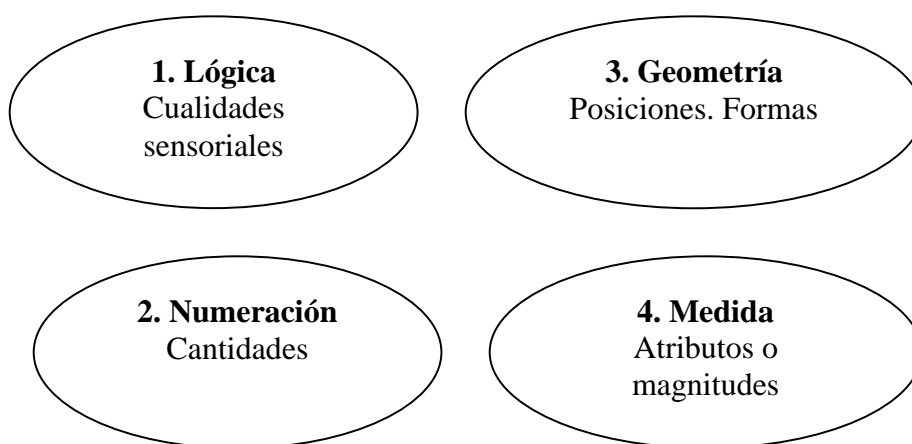 1. Lógica
Cualidades
sensoriales
3. Geometría
Posiciones. Formas
2. Numeración
Cantidades
4. Medida
Atributos o
magnitudes